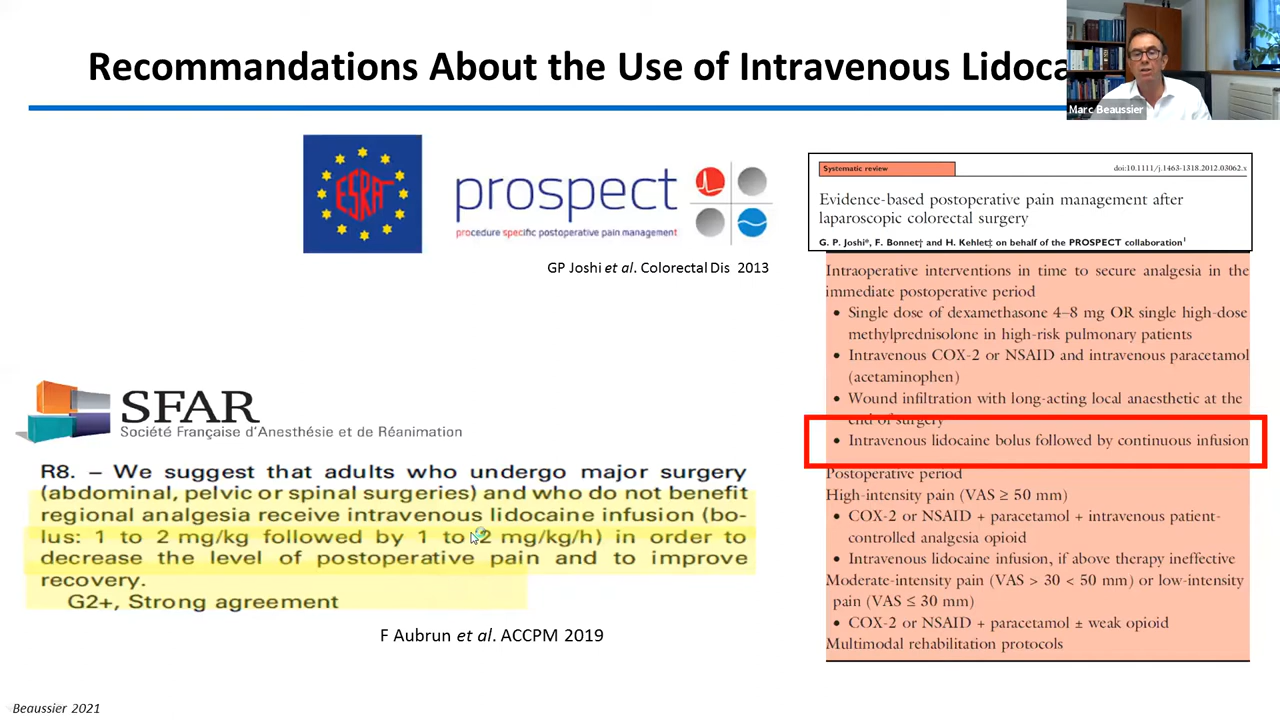 Recommandations About the Use of Intravenous Lidoca
Marc Beaussier
ESRA
prospect
procedure specific postoperative pain management
GP Joshi et al. Colorectal Dis 2013
Systematic review
doi:10.1111/j.1463-1318.2012.03062.x
Evidence-based postoperative pain management after
laparoscopic colorectal surgery
G. P. Joshi*, F. Bonnet† and H. Kehlet‡ on behalf of the PROSPECT collaboration¹
Intraoperative interventions in time to secure analgesia in the
immediate postoperative period
• Single dose of dexamethasone 4–8 mg OR single high-dose
methylprednisolone in high-risk pulmonary patients
• Intravenous COX-2 or NSAID and intravenous paracetamol
(acetaminophen)
• Wound infiltration with long-acting local anaesthetic at the
end of surgery
• Intravenous lidocaine bolus followed by continuous infusion
Postoperative period
High-intensity pain (VAS ≥ 50 mm)
• COX-2 or NSAID + paracetamol + intravenous patient-
controlled analgesia opioid
• Intravenous lidocaine infusion, if above therapy ineffective
Moderate-intensity pain (VAS > 30 < 50 mm) or low-intensity
pain (VAS ≤ 30 mm)
• COX-2 or NSAID + paracetamol ± weak opioid
Multimodal rehabilitation protocols
SFAR
Société Française d'Anesthésie et de Réanimation
R8. – We suggest that adults who undergo major surgery
(abdominal, pelvic or spinal surgeries) and who do not benefit
regional analgesia receive intravenous lidocaine infusion (bo-
lus: 1 to 2 mg/kg followed by 1 to 2 mg/kg/h) in order to
decrease the level of postoperative pain and to improve
recovery.
G2+, Strong agreement
F Aubrun et al. ACCPM 2019
Beaussier 2021